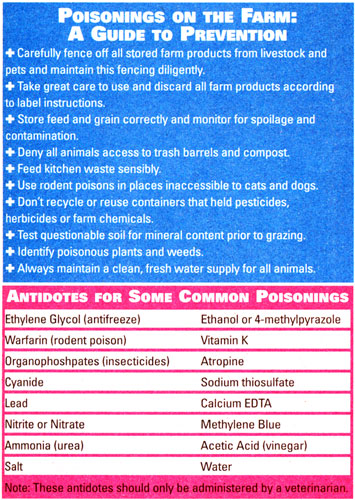 POISONINGS ON THE FARM:
A GUIDE TO PREVENTION
✚ Carefully fence off all stored farm products from livestock and
pets and maintain this fencing diligently.
✚ Take great care to use and discard all farm products according
to label instructions.
✚ Store feed and grain correctly and monitor for spoilage and
contamination.
✚ Deny all animals access to trash barrels and compost.
✚ Feed kitchen waste sensibly.
✚ Use rodent poisons in places inaccessible to cats and dogs.
✚ Don't recycle or reuse containers that held pesticides,
herbicides or farm chemicals.
✚ Test questionable soil for mineral content prior to grazing.
✚ Identify poisonous plants and weeds.
✚ Always maintain a clean, fresh water supply for all animals.
ANTIDOTES FOR SOME COMMON POISONINGS
Ethylene Glycol (antifreeze) Ethanol or 4-methylpyrazole
Warfarin (rodent poison) Vitamin K
Organophoshpates (insecticides) Atropine
Cyanide Sodium thiosulfate
Lead Calcium EDTA
Nitrite or Nitrate Methylene Blue
Ammonia (urea) Acetic Acid (vinegar)
Salt Water
Note: These antidotes should only be administered by a veterinarian.